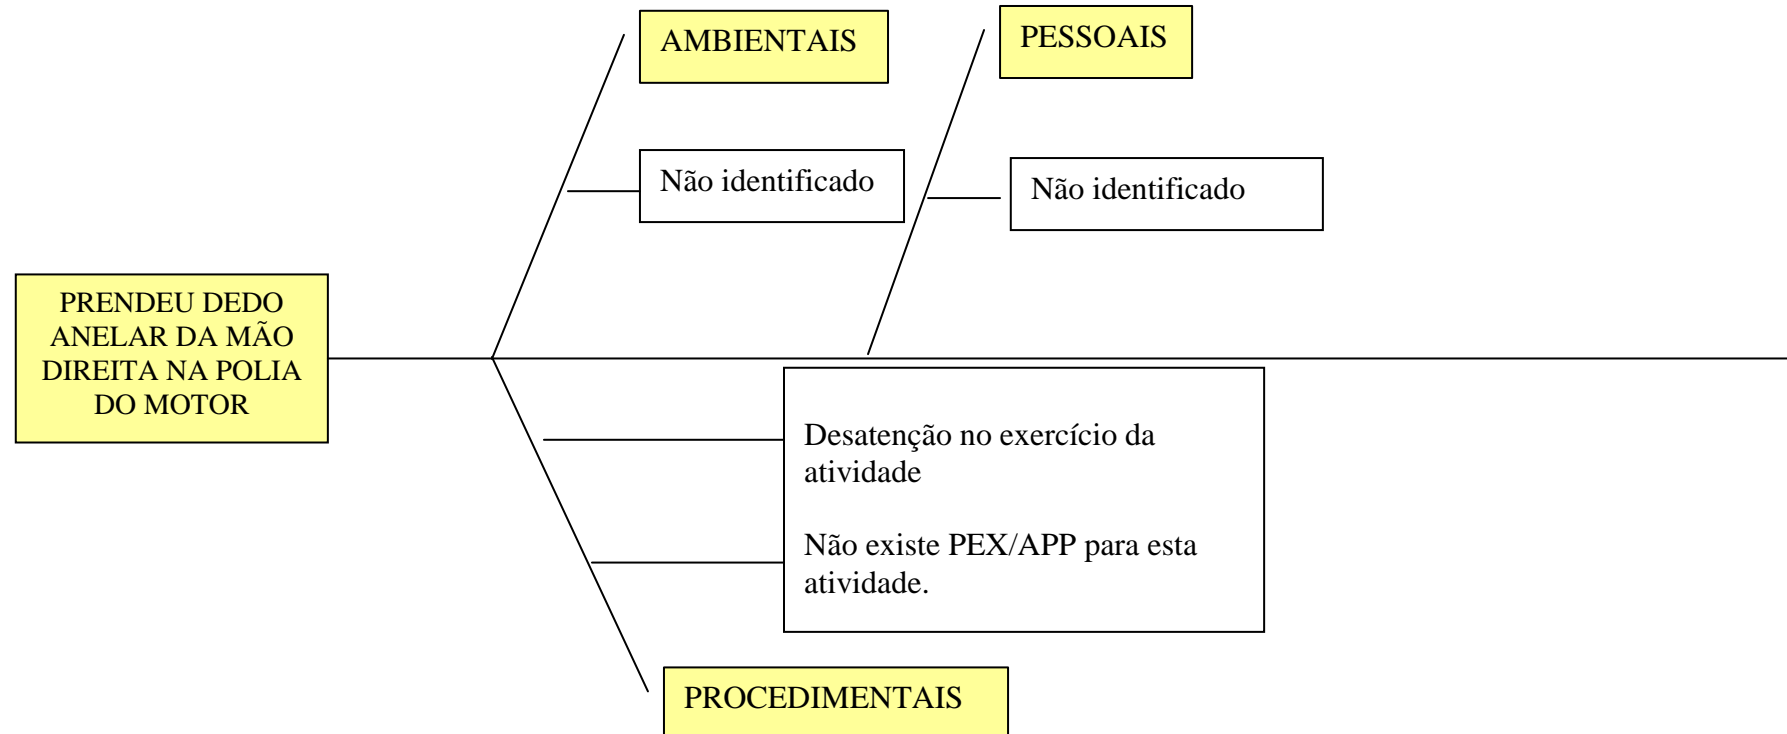 AMBIENTAIS
PESSOAIS
Não identificado
Não identificado
PRENDEU DEDO
ANELAR DA MÃO
DIREITA NA POLIA
DO MOTOR
Desatenção no exercício da
atividade
Não existe PEX/APP para esta
atividade.
PROCEDIMENTAIS